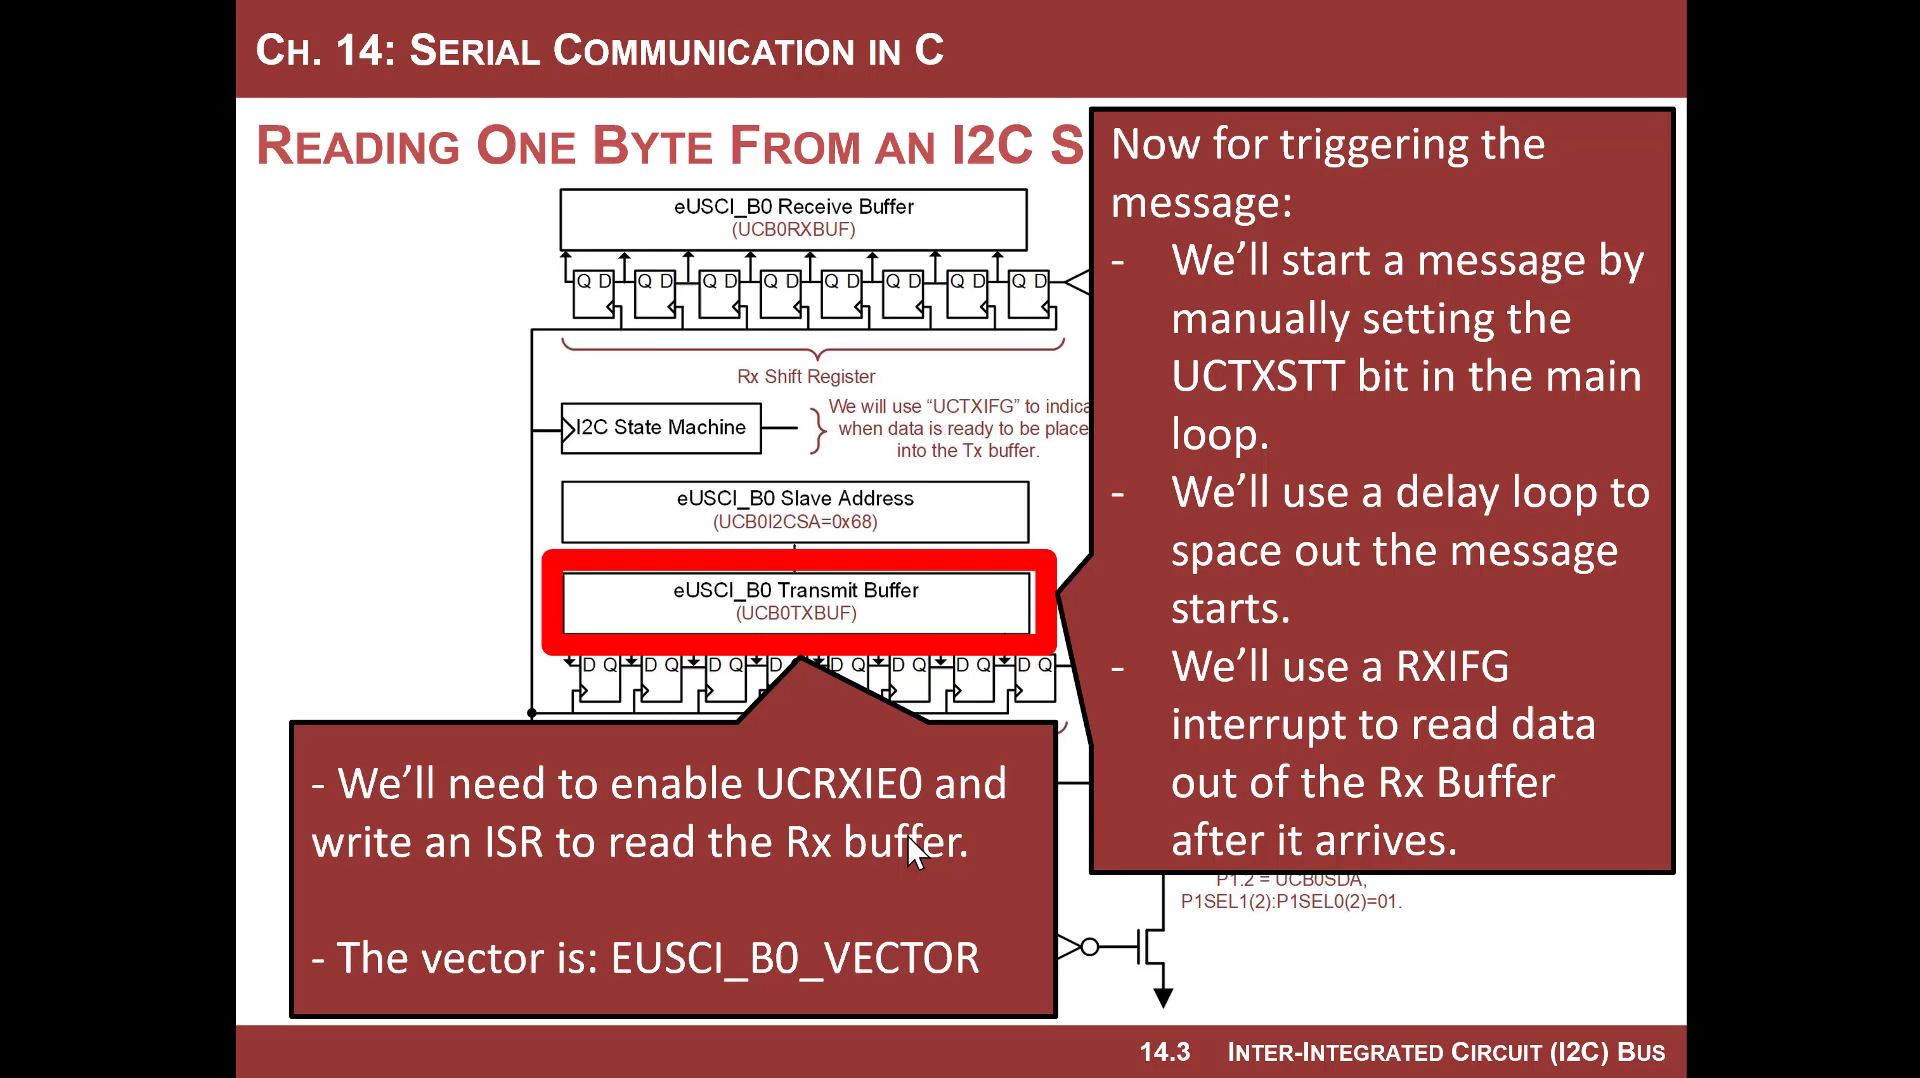 CH. 14: SERIAL COMMUNICATION IN C
READING ONE BYTE FROM AN I2C S
eUSCI_B0 Receive Buffer
(UCB0RXBUF)
Q D Q D Q D Q D Q D Q D Q D Q D
Rx Shift Register
I2C State Machine
We will use “UCTXIFG” to indica
when data is ready to be place
into the Tx buffer.
eUSCI_B0 Slave Address
(UCB0I2CSA=0x68)
eUSCI_B0 Transmit Buffer
(UCB0TXBUF)
D Q D Q D Q D Q D Q D Q D Q D Q
- We’ll need to enable UCRXIE0 and
write an ISR to read the Rx buffer.
- The vector is: EUSCI_B0_VECTOR
Now for triggering the
message:
- We’ll start a message by
manually setting the
UCTXSTT bit in the main
loop.
- We’ll use a delay loop to
space out the message
starts.
- We’ll use a RXIFG
interrupt to read data
out of the Rx Buffer
after it arrives.
P1.2 = UCB0SDA,
P1SEL1(2):P1SEL0(2)=01.
14.3 INTER-INTEGRATED CIRCUIT (I2C) BUS